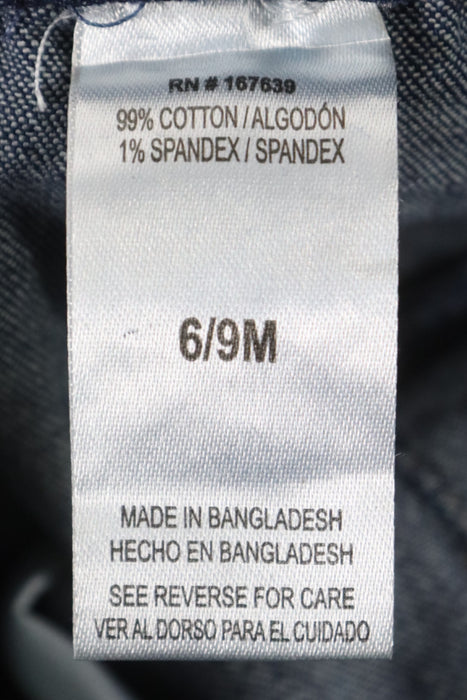 RN # 167639
99% COTTON / ALGODÓN
1% SPANDEX / SPANDEX
6/9M
MADE IN BANGLADESH
HECHO EN BANGLADESH
SEE REVERSE FOR CARE
VER AL DORSO PARA EL CUIDADO